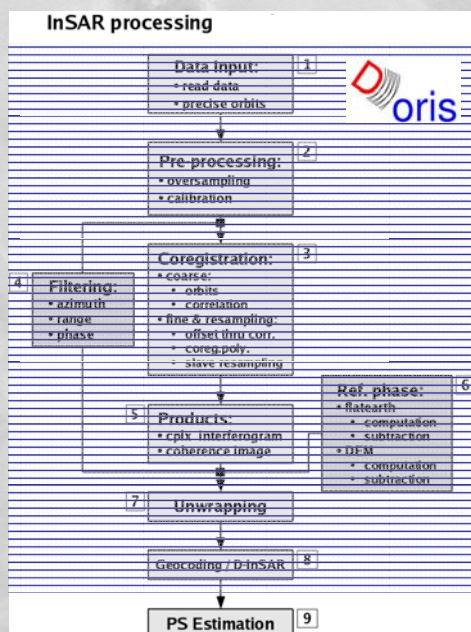 InSAR processing
Doris
1
Data input:
• read data
• precise orbits
2
Pre-processing:
• oversampling
• calibration
3
Coregistration:
• coarse:
• orbits
• correlation
• fine & resampling:
• offset thru corr.
• coreg.poly.
• slave resampling
4
Filtering:
• azimuth
• range
• phase
5
Products:
• cpix interferogram
• coherence image
6
Ref. phase:
• flatearth
• computation
• subtraction
• DEM
• computation
• subtraction
7
Unwrapping
8
Geocoding / D-InSAR
9
PS Estimation